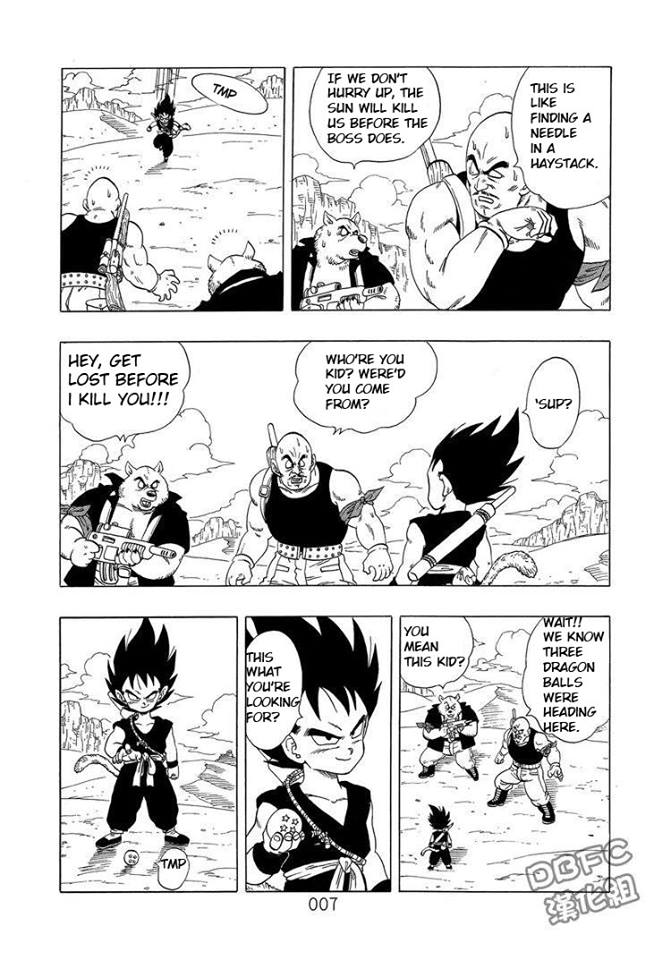 THIS IS
LIKE
FINDING A
NEEDLE
IN A
HAYSTACK.
IF WE DON'T
HURRY UP, THE
SUN WILL KILL
US BEFORE THE
BOSS DOES.
TMP
'SUP?
WHO'RE YOU
KID? WERE'D
YOU COME
FROM?
HEY, GET
LOST BEFORE
I KILL YOU!!!
WAIT!!
WE KNOW
THREE
DRAGON
BALLS
WERE
HEADING
HERE.
YOU
MEAN
THIS KID?
THIS
WHAT
YOU'RE
LOOKING
FOR?
TMP
007
DBFC
漢化組